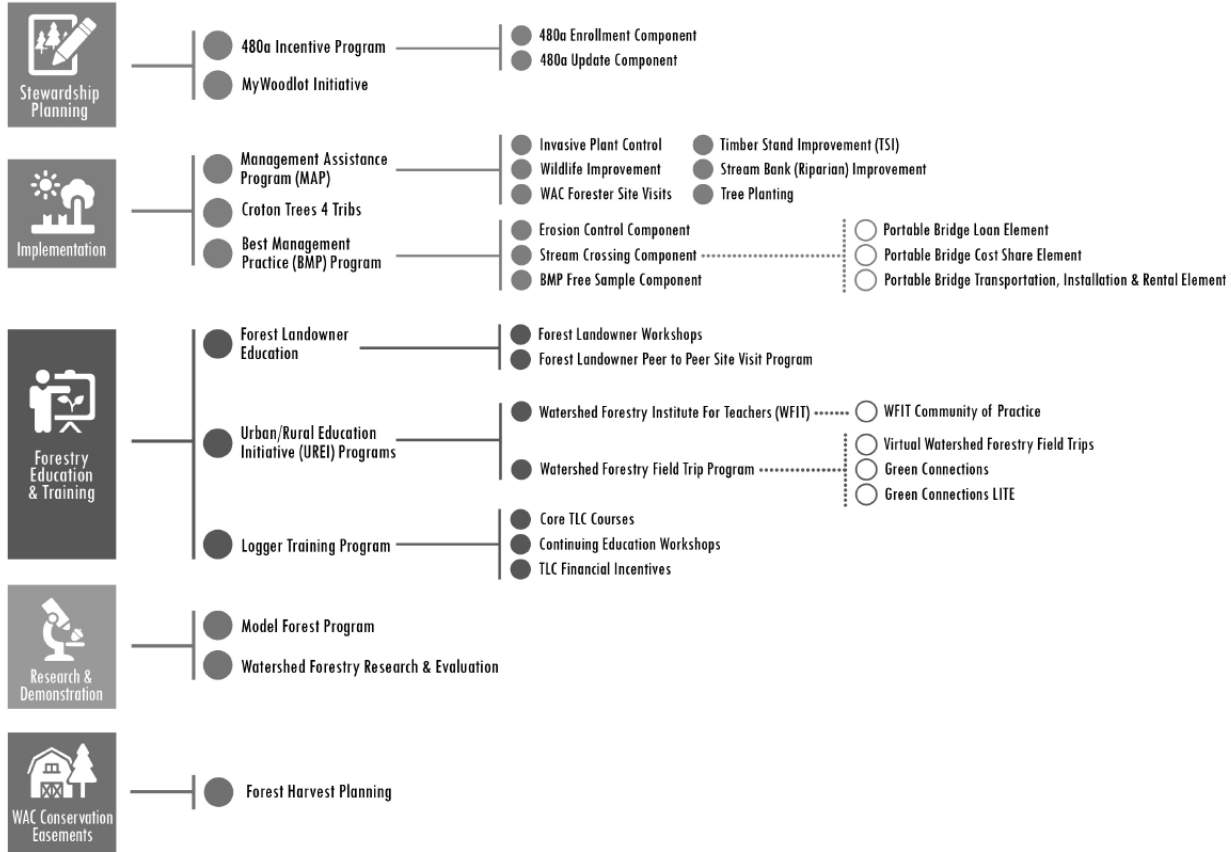 Stewardship
Planning
480a Incentive Program
MyWoodlot Initiative
480a Enrollment Component
480a Update Component
Implementation
Management Assistance
Program (MAP)
Croton Trees 4 Tribs
Best Management
Practice (BMP) Program
Invasive Plant Control
Timber Stand Improvement (TSI)
Wildlife Improvement
Stream Bank (Riparian) Improvement
WAC Forester Site Visits
Tree Planting
Erosion Control Component
Stream Crossing Component
BMP Free Sample Component
Portable Bridge Loan Element
Portable Bridge Cost Share Element
Portable Bridge Transportation, Installation & Rental Element
Forestry
Education
& Training
Forest Landowner
Education
Forest Landowner Workshops
Forest Landowner Peer to Peer Site Visit Program
Urban/Rural Education
Initiative (UREI) Programs
Watershed Forestry Institute For Teachers (WFIT)
WFIT Community of Practice
Watershed Forestry Field Trip Program
Virtual Watershed Forestry Field Trips
Green Connections
Green Connections LITE
Logger Training Program
Core TLC Courses
Continuing Education Workshops
TLC Financial Incentives
Research &
Demonstration
Model Forest Program
Watershed Forestry Research & Evaluation
WAC Conservation
Easements
Forest Harvest Planning